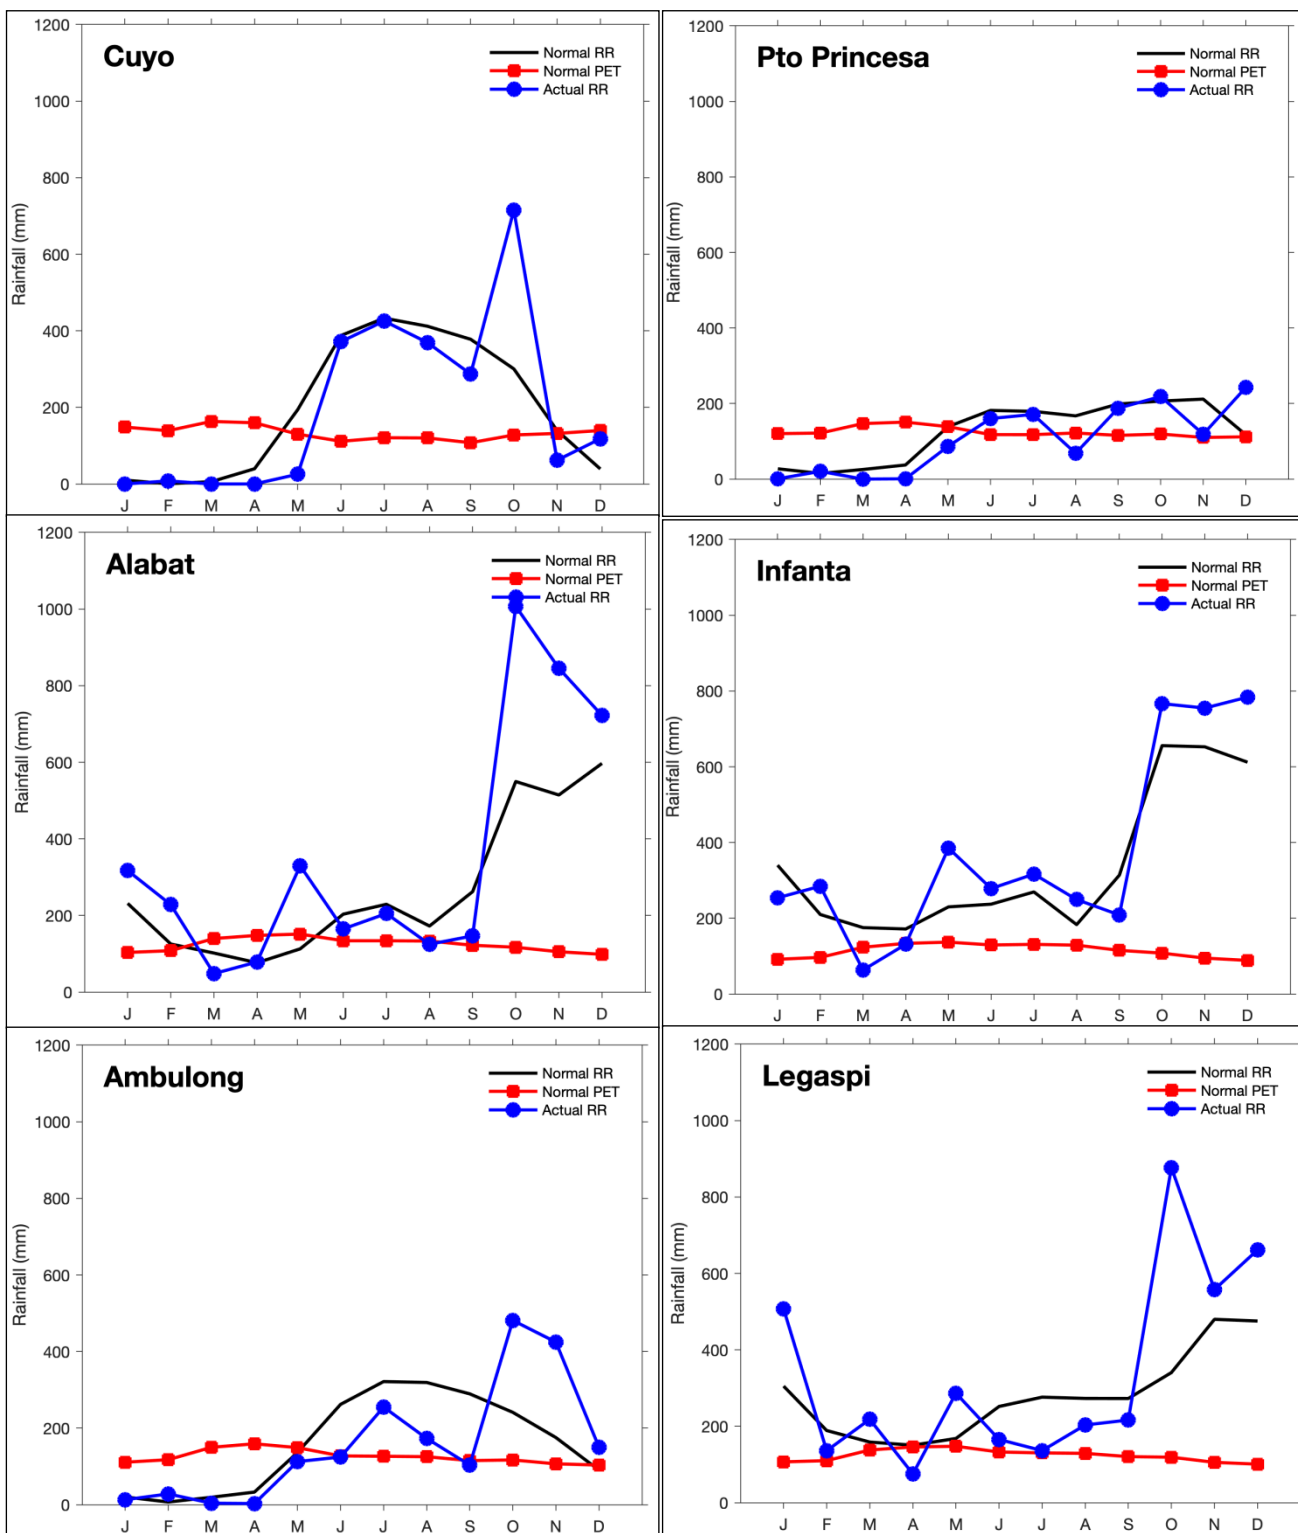 Cuyo
Normal RR
Normal PET
Actual RR
Rainfall (mm)
1200
1000
800
600
400
200
0
J F M A M J J A S O N D
Pto Princesa
Normal RR
Normal PET
Actual RR
Rainfall (mm)
1200
1000
800
600
400
200
0
J F M A M J J A S O N D
Alabat
Normal RR
Normal PET
Actual RR
Rainfall (mm)
1200
1000
800
600
400
200
0
J F M A M J J A S O N D
Infanta
Normal RR
Normal PET
Actual RR
Rainfall (mm)
1200
1000
800
600
400
200
0
J F M A M J J A S O N D
Ambulong
Normal RR
Normal PET
Actual RR
Rainfall (mm)
1200
1000
800
600
400
200
0
J F M A M J J A S O N D
Legaspi
Normal RR
Normal PET
Actual RR
Rainfall (mm)
1200
1000
800
600
400
200
0
J F M A M J J A S O N D